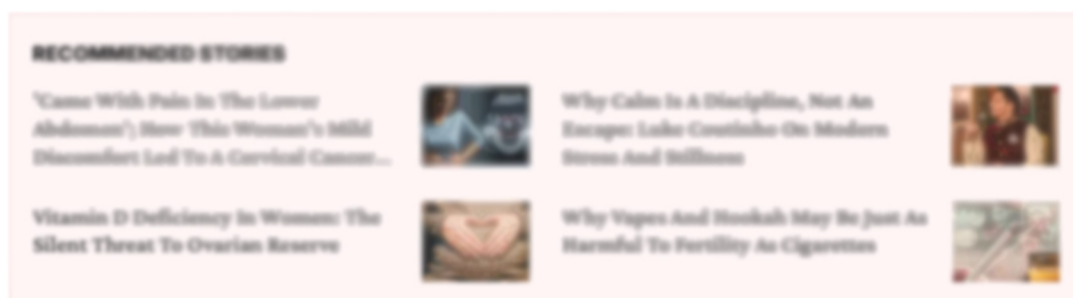 RECOMMENDED STORIES
'Came With Pain In The Lower
Abdomen'; How This Woman's Mild
Discomfort Led To A Cervical Cancer...
Why Calm Is A Discipline, Not An
Escape: Luke Coutinho On Modern
Stress And Stillness
Vitamin D Deficiency In Women: The
Silent Threat To Ovarian Reserve
Why Vapes And Hookah May Be Just As
Harmful To Fertility As Cigarettes